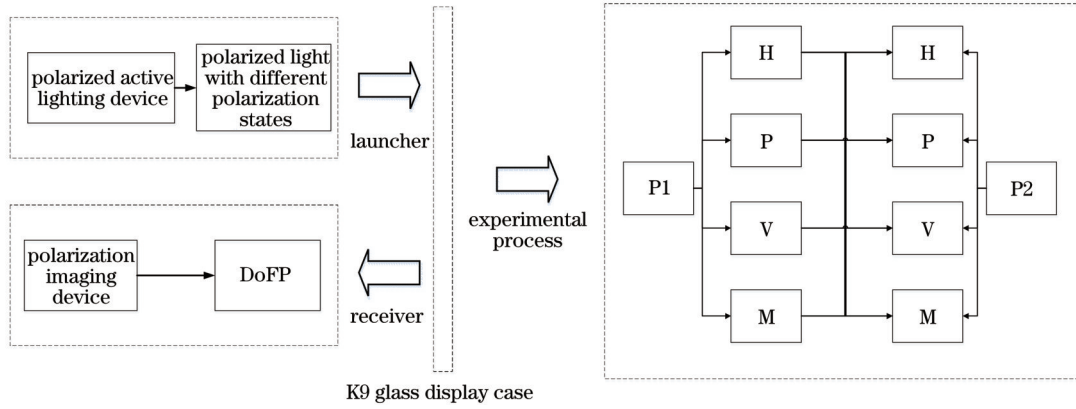 polarized active
lighting device
polarized light
with different
polarization
states
launcher
polarization
imaging
device
DoFP
receiver
K9 glass display case
experimental
process
P1
H
P
V
M
H
P
V
M
P2